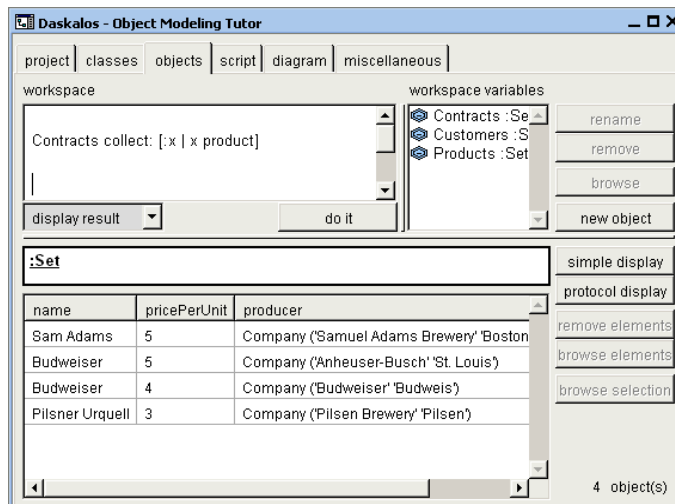 Daskalos - Object Modeling Tutor
project classes objects script diagram miscellaneous
workspace
workspace variables
Contracts collect: [:x | x product]
Contracts :Se
Customers :S
Products :Set
rename
remove
browse
new object
display result
do it
:Set
simple display
protocol display
remove elements
browse elements
browse selection
name pricePerUnit producer
Sam Adams 5 Company ('Samuel Adams Brewery' 'Boston
Budweiser 5 Company ('Anheuser-Busch' 'St. Louis')
Budweiser 4 Company ('Budweiser' 'Budweis')
Pilsner Urquell 3 Company ('Pilsen Brewery' 'Pilsen')
4 object(s)